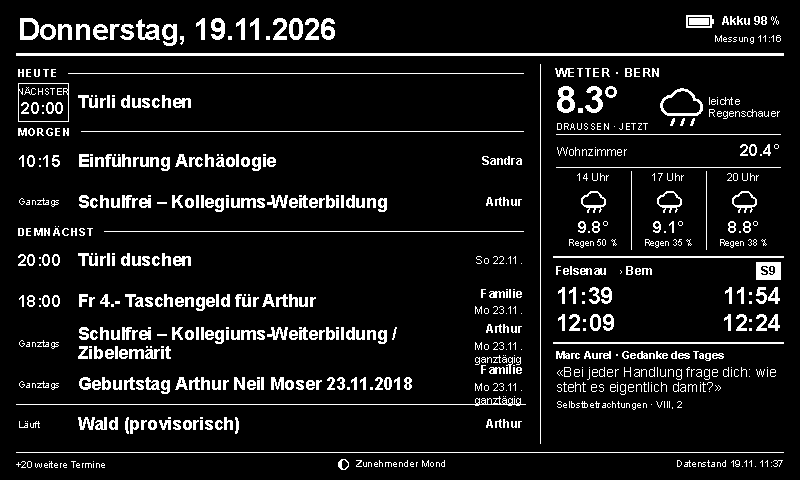 Donnerstag, 19.11.2026
Akku 98 %
Messung 11:16
HEUTE
NÄCHSTER
20:00
Türli duschen
MORGEN
10:15
Einführung Archäologie
Sandra
Ganztags
Schulfrei – Kollegiums-Weiterbildung
Arthur
DEMNÄCHST
20:00
Türli duschen
So 22.11.
18:00
Fr 4.- Taschengeld für Arthur
Familie
Mo 23.11.
Ganztags
Schulfrei – Kollegiums-Weiterbildung /
Zibelemärit
Arthur
Mo 23.11.
ganztägig
Ganztags
Geburtstag Arthur Neil Moser 23.11.2018
Familie
Mo 23.11.
ganztägig
Läuft
Wald (provisorisch)
Arthur
WETTER · BERN
8.3°
DRAUSSEN · JETZT
leichte
Regenschauer
Wohnzimmer
20.4°
14 Uhr
9.8°
Regen 50 %
17 Uhr
9.1°
Regen 35 %
20 Uhr
8.8°
Regen 38 %
Felsenau › Bern
S9
11:39
11:54
12:09
12:24
Marc Aurel · Gedanke des Tages
«Bei jeder Handlung frage dich: wie
steht es eigentlich damit?»
Selbstbetrachtungen · VIII, 2
+20 weitere Termine
Zunehmender Mond
Datenstand 19.11. 11:37